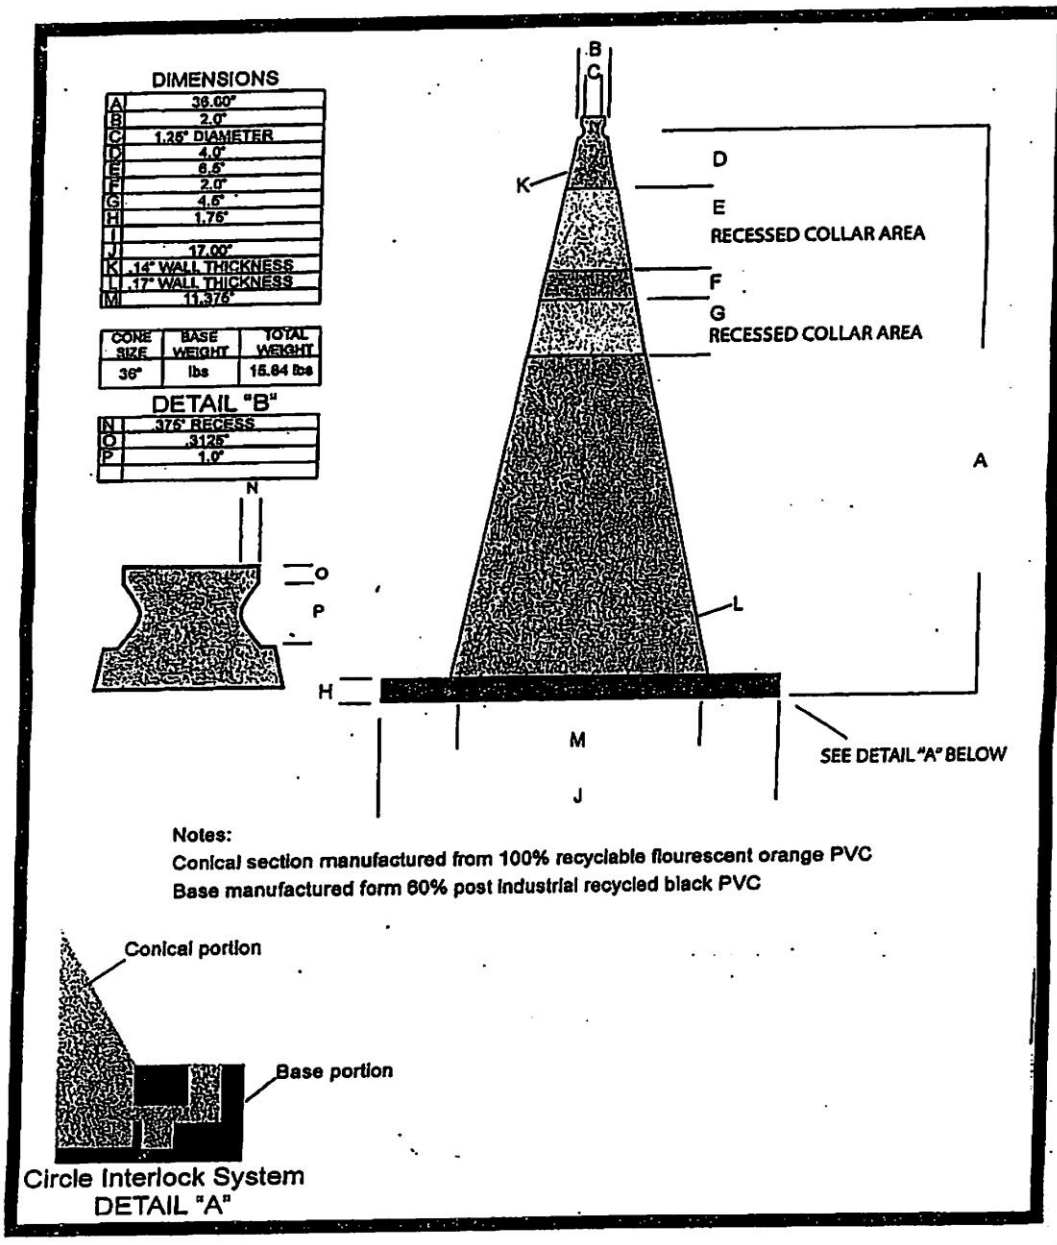 DIMENSIONS
A 36.00"
B 2.0"
C 1.25" DIAMETER
D 4.0"
E 6.5"
F 2.0"
G 4.5"
H 1.75"
I
J 17.00"
K .14" WALL THICKNESS
L .17" WALL THICKNESS
M 11.375"
CONE SIZE BASE WEIGHT TOTAL WEIGHT
36" lbs 15.64 lbs
DETAIL "B"
N .375" RECESS
O .3125"
P 1.0"
N
O
P
B
C
K
D
E
RECESSED COLLAR AREA
F
G
RECESSED COLLAR AREA
A
L
H
M
J
SEE DETAIL "A" BELOW
Notes:
Conical section manufactured from 100% recyclable flourescent orange PVC
Base manufactured form 60% post industrial recycled black PVC
Conical portion
Base portion
Circle Interlock System
DETAIL "A"